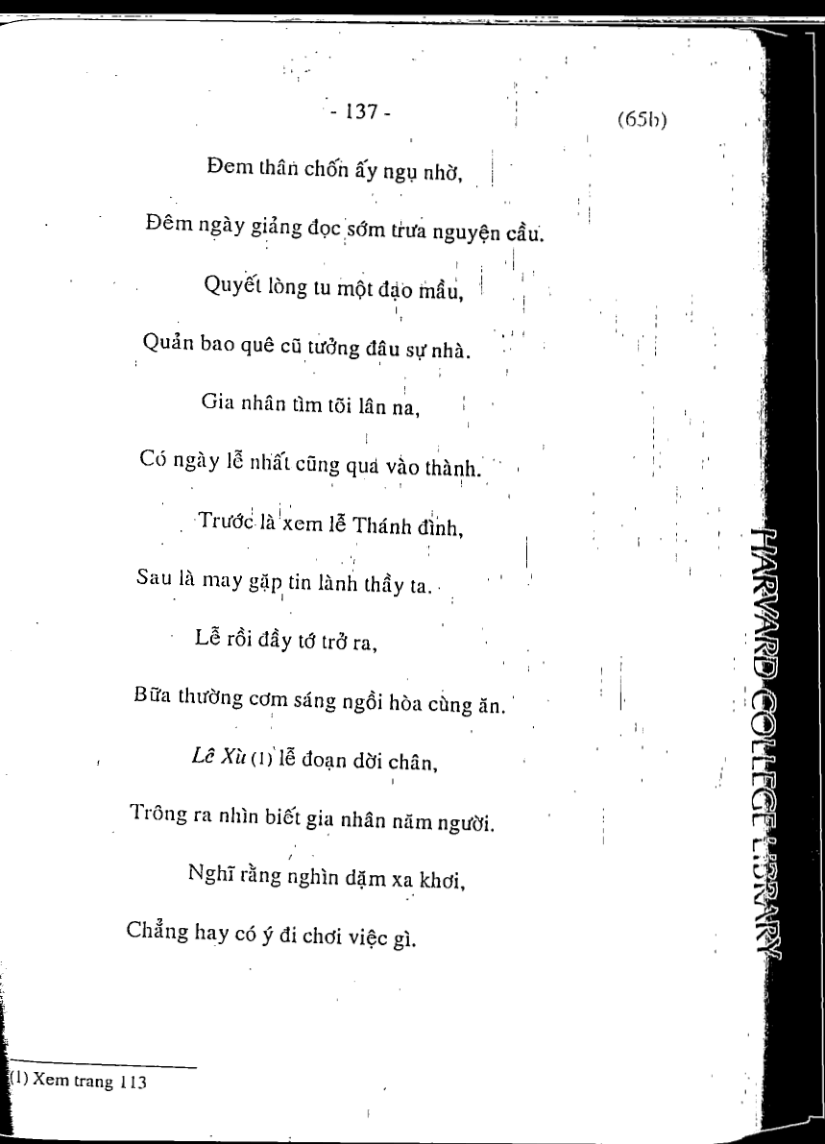 - 137 -
(65b)
Đem thân chốn ấy ngụ nhờ,
Đêm ngày giảng đọc sớm trưa nguyện cầu.
Quyết lòng tu một đạo mầu,
Quản bao quê cũ tưởng đâu sự nhà.
Gia nhân tìm tõi lân na,
Có ngày lễ nhất cũng qua vào thành.
Trước là xem lễ Thánh đình,
Sau là may gặp tin lành thầy ta.
Lễ rồi đầy tớ trở ra,
Bữa thường cơm sáng ngồi hòa cùng ăn.
Lê Xù (1) lễ đoạn dời chân,
Trông ra nhìn biết gia nhân năm người.
Nghĩ rằng nghìn dặm xa khơi,
Chẳng hay có ý đi chơi việc gì.
(1) Xem trang 113
HARVARD COLLEGE LIBRARY